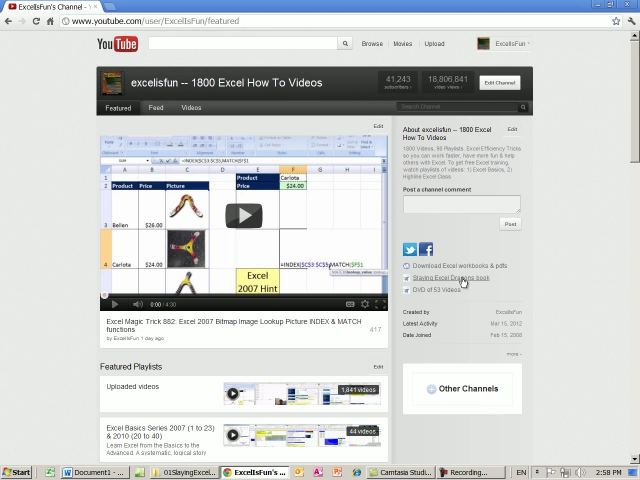 ExcelIsFun's Channel - Y
www.youtube.com/user/ExcelIsFun/featured
YouTube
Browse Movies Upload
ExcelIsFun
excelisfun -- 1800 Excel How To Videos
41,243
subscribers
18,806,841
video views
Edit Channel
Featured Feed Videos
Search Channel
Edit
About excelisfun -- 1800 Excel
How To Videos
Edit
1800 Videos, 90 Playlists, Excel Efficiency Tricks
so you can work faster, have more fun & help
others with Excel. To get free Excel training,
watch playlists of videos: 1) Excel Basics, 2)
Highline Excel Class
Post a channel comment
Post
A B C D E F G H I
1 Product Carlota
2 Product Price Picture Price $24.00
3 Bellen $26.00
4 Carlota $24.00
=INDEX($C$3:$C$5,MATCH($F$1
Excel
2007 Hint
0:00 / 4:30
Excel Magic Trick 882: Excel 2007 Bitmap Image Lookup Picture INDEX & MATCH
functions
by ExcelIsFun 1 day ago
417
Download Excel workbooks & pdfs
Slaying Excel Dragons book
DVD of 53 Videos
Created by ExcelIsFun
Latest Activity Mar 15, 2012
Date Joined Feb 15, 2008
more
Other Channels
Featured Playlists
Edit
Uploaded videos
1,841 videos
Excel Basics Series 2007 (1 to 23)
& 2010 (20 to 40)
Learn Excel from the Basics to the
Advanced. A systematic, logical story
44 videos
Start
Document1 - ...
01SlayingExcel...
ExcelIsFun's ...
Camtasia Studi...
Recording...
EN
2:58 PM